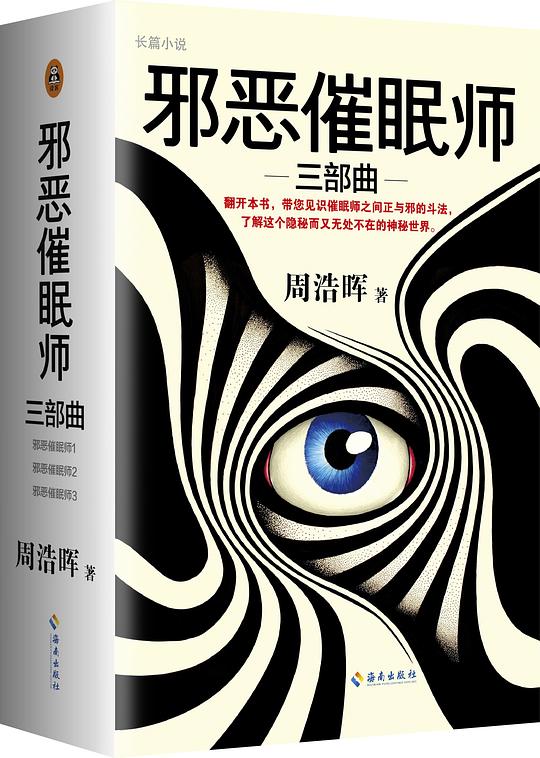 长篇小说
邪恶催眠师
三部曲
翻开本书，带您见识催眠师之间正与邪的斗法，
了解这个隐秘而又无处不在的神秘世界。
周浩晖 著
海南出版社
读客
邪恶催眠师
三部曲
邪恶催眠师1
邪恶催眠师2
邪恶催眠师3
周浩晖 著
海南出版社